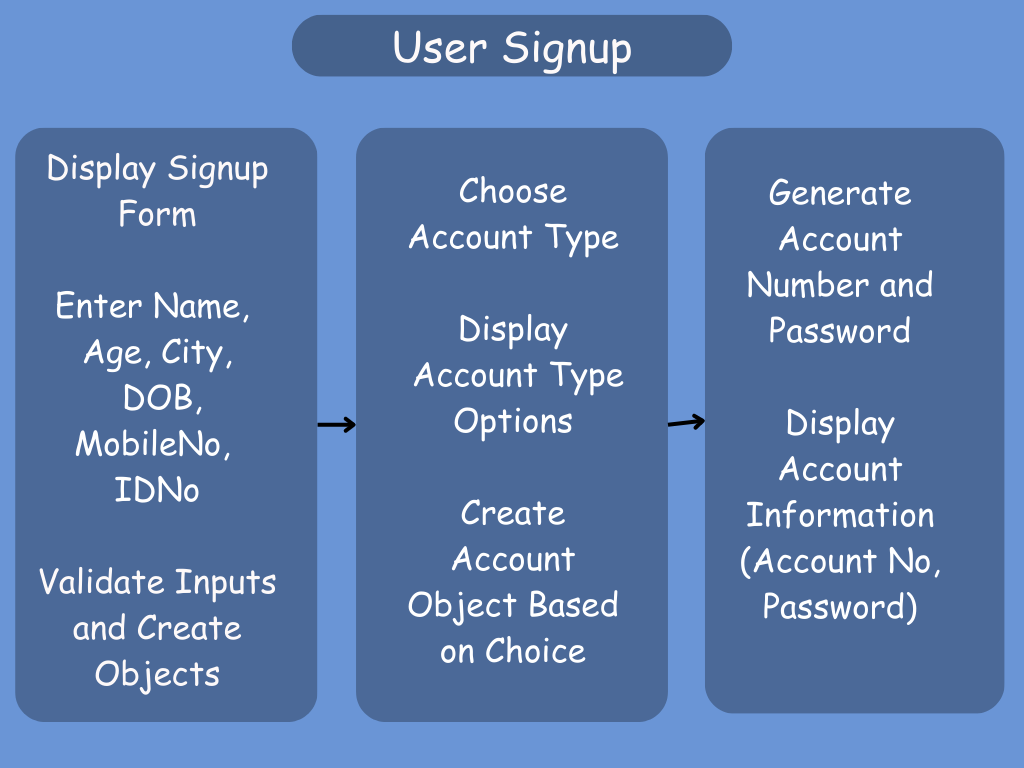 User Signup
Display Signup
Form
Enter Name,
Age, City,
DOB,
MobileNo,
IDNo
Validate Inputs
and Create
Objects
Choose
Account Type
Display
Account Type
Options
Create
Account
Object Based
on Choice
Generate
Account
Number and
Password
Display
Account
Information
(Account No,
Password)